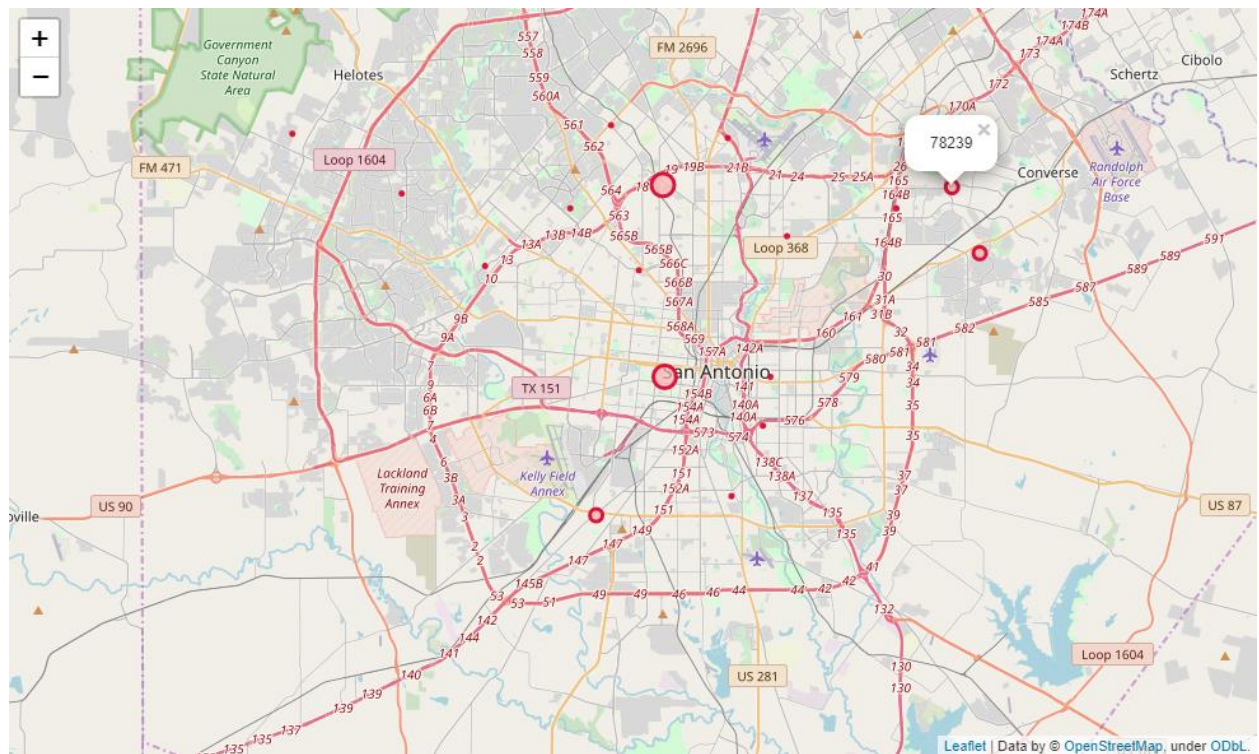 +
−
Government
Canyon
State Natural
Area
Helotes
FM 471
Loop 1604
557
558
559
560A
561
562
564
563
565B
565B
566C
566B
567A
568A
569
FM 2696
18
19
19B
21B
21
24
25
25A
26
165
164B
165
164B
170A
172
173
174A
174B
174A
Schertz
Cibolo
78239
×
Converse
Randolph
Air Force
Base
Loop 368
13A
13B
14B
13
10
9B
9A
7
9
6A
6B
7
4
6
3B
3A
3
2
2
30
31A
31B
32
161
160
591
589
589
587
585
582
581
581
580
579
578
576
34
34
35
35
37
37
39
39
157A
142A
San Antonio
141
140A
140A
154B
154A
154A
573
574
152A
151
152A
151
149
147
147
145B
TX 151
Lackland
Training
Annex
Kelly Field
Annex
138C
138A
137
135
135
US 90
oville
US 87
53
53
51
49
49
46
46
44
44
42
42
41
142
144
141
140
139
139
137
135
135
132
130
130
US 281
Loop 1604
Leaflet | Data by © OpenStreetMap, under ODbL.